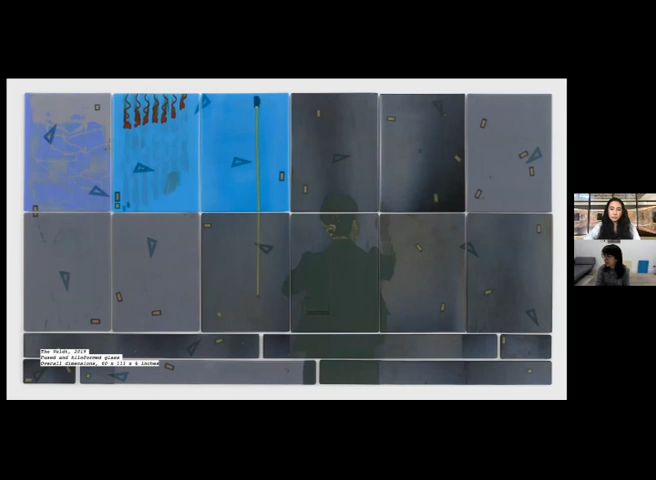 The Veldt, 2019
Fused and kilnformed glass
Overall dimensions, 60 x 111 x 4 inches